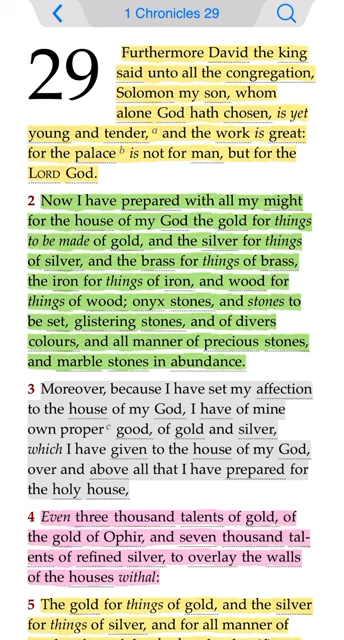 1 Chronicles 29
29 Furthermore David the king
said unto all the congregation,
Solomon my son, whom
alone God hath chosen, is yet
young and tender, a and the work is great:
for the palace b is not for man, but for the
LORD God.
2 Now I have prepared with all my might
for the house of my God the gold for things
to be made of gold, and the silver for things
of silver, and the brass for things of brass,
the iron for things of iron, and wood for
things of wood; onyx stones, and stones to
be set, glistering stones, and of divers
colours, and all manner of precious stones,
and marble stones in abundance.
3 Moreover, because I have set my affection
to the house of my God, I have of mine
own proper c good, of gold and silver,
which I have given to the house of my God,
over and above all that I have prepared for
the holy house,
4 Even three thousand talents of gold, of
the gold of Ophir, and seven thousand tal-
ents of refined silver, to overlay the walls
of the houses withal:
5 The gold for things of gold, and the silver
for things of silver, and for all manner of